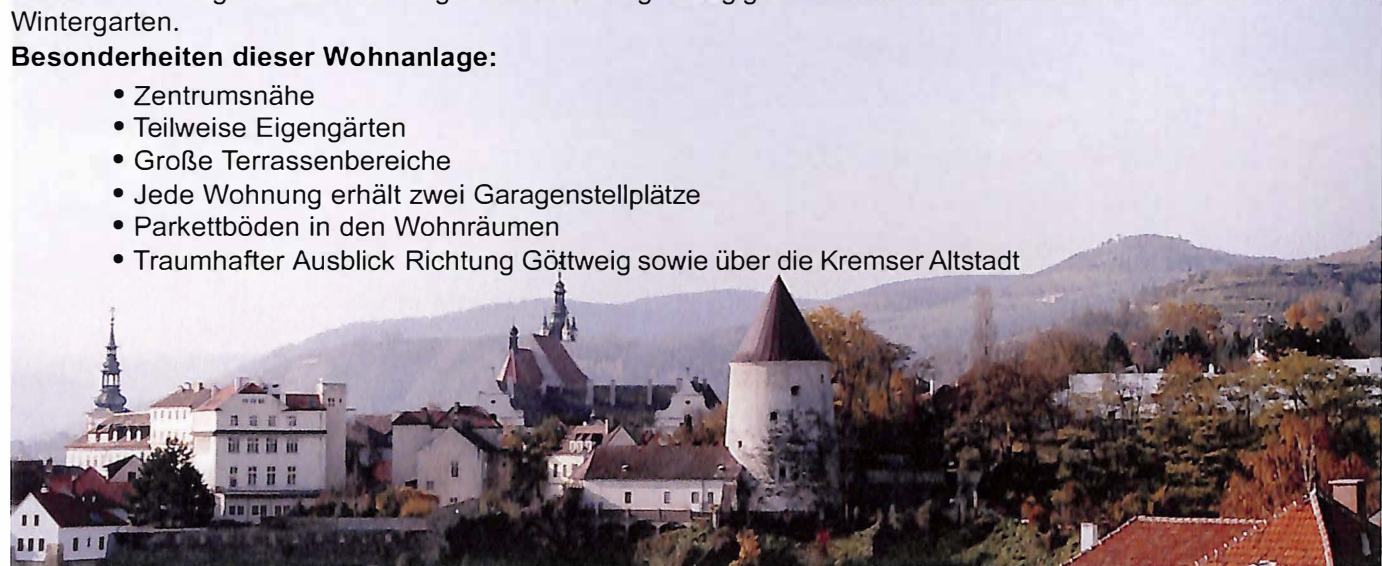 Wintergarten.
Besonderheiten dieser Wohnanlage:
• Zentrumsnähe
• Teilweise Eigengärten
• Große Terrassenbereiche
• Jede Wohnung erhält zwei Garagenstellplätze
• Parkettböden in den Wohnräumen
• Traumhafter Ausblick Richtung Göttweig sowie über die Kremser Altstadt